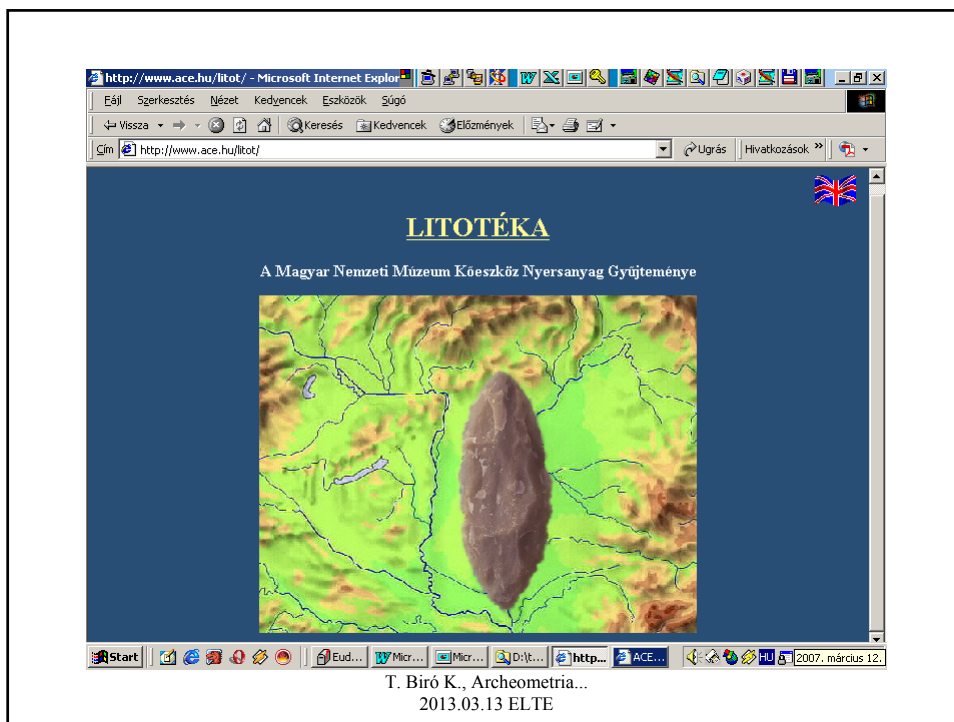 http://www.ace.hu/litot/ - Microsoft Internet Explor
Fájl Szerkesztés Nézet Kedvencek Eszközök Súgó
Vissza Keresés Kedvencek Előzmények
Cím http://www.ace.hu/litot/ Ugrás Hivatkozások »
LITOTÉKA
A Magyar Nemzeti Múzeum Kőeszköz Nyersanyag Gyűjteménye
Start Eud... Micr... Micr... D:\t... http... ACE... HU 2007. március 12.
T. Biró K., Archeometria...
2013.03.13 ELTE